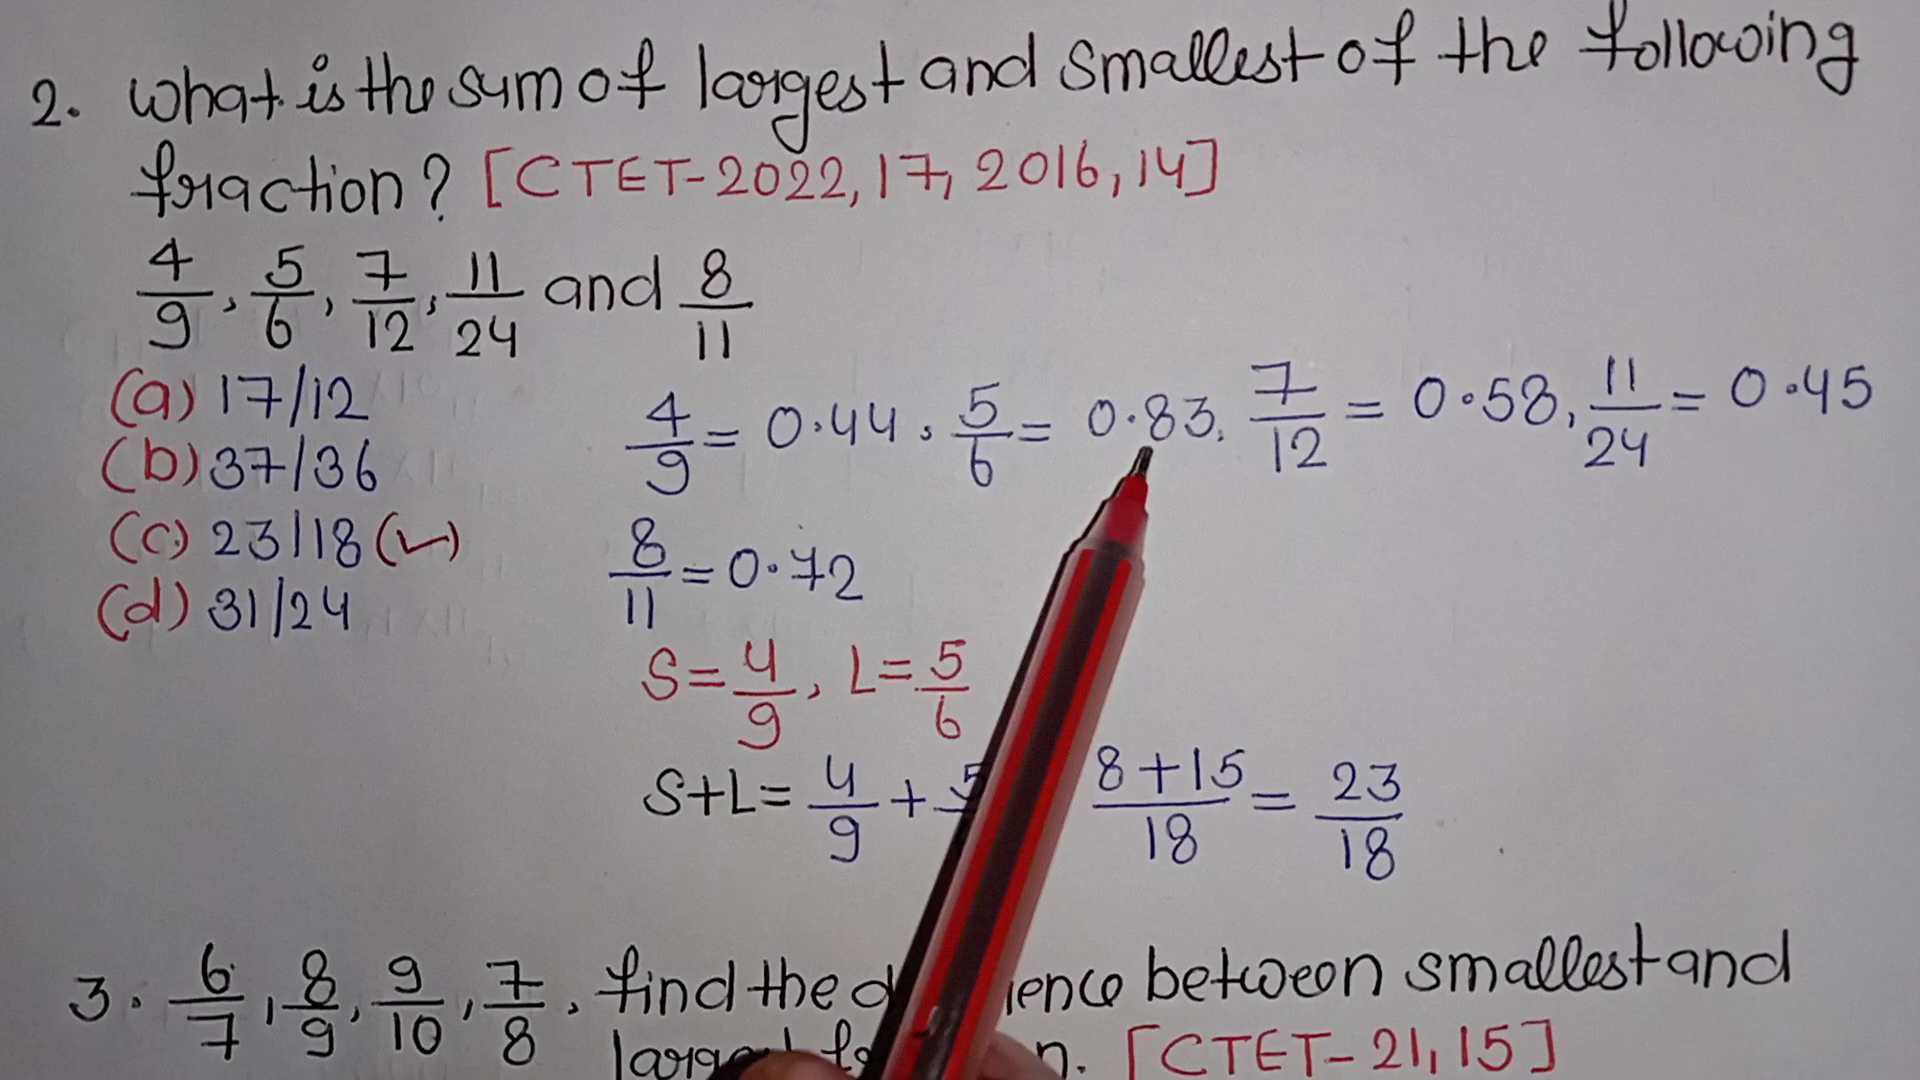 2. What is the sum of largest and smallest of the following
fraction? [CTET-2022, 17, 2016, 14]
4/9, 5/6, 7/12, 11/24 and 8/11
(a) 17/12
(b) 37/36
(c) 23/18 (✓)
(d) 31/24
4/9 = 0.44, 5/6 = 0.83, 7/12 = 0.58, 11/24 = 0.45
8/11 = 0.72
S = 4/9, L = 5/6
S+L = 4/9 + 5 8+15/18 = 23/18
3. 6/7, 8/9, 9/10, 7/8, find the d ence between smallest and
[CTET-21, 15]